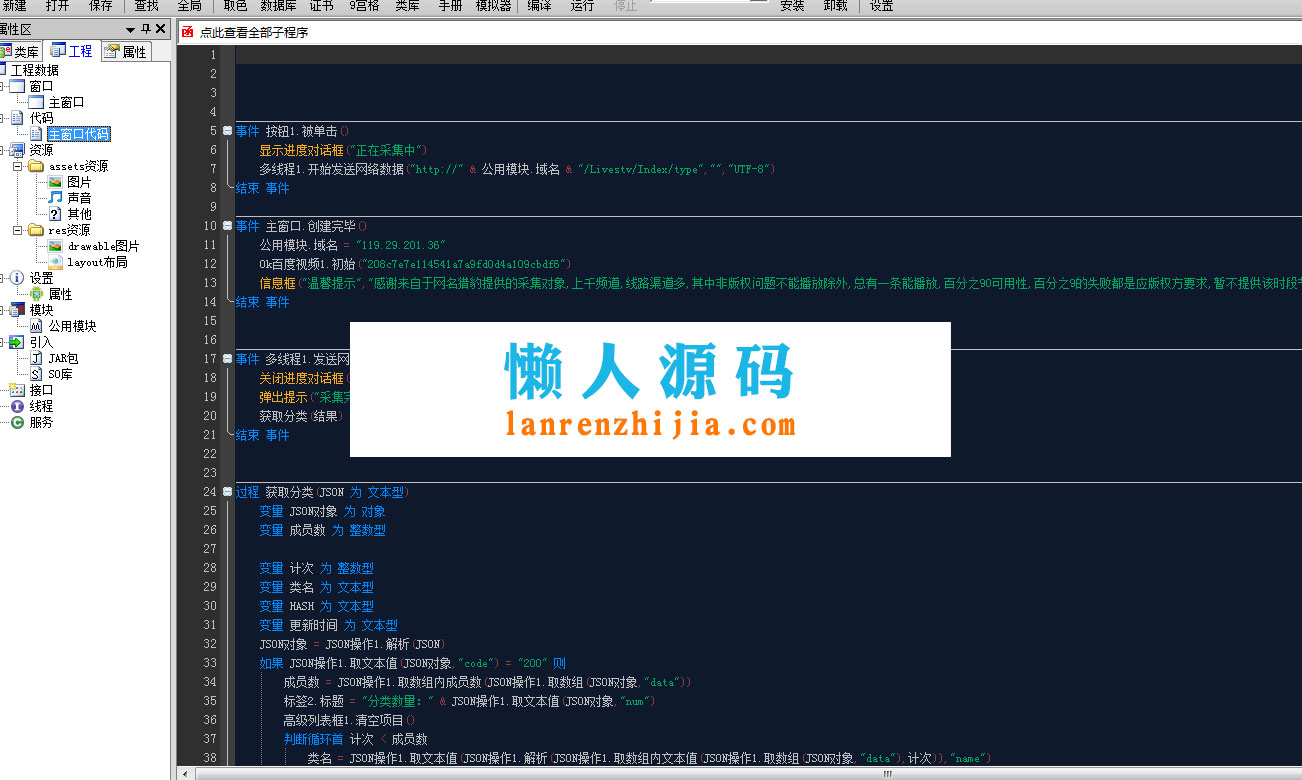 新建 打开 保存 查找 全局 取色 数据库 证书 9宫格 类库 手册 模拟器 编译 运行 停止 安装 卸载 设置
属性区
类库 工程 属性
工程数据
窗口
主窗口
代码
主窗口代码
资源
assets资源
图片
声音
其他
res资源
drawable图片
layout布局
设置
属性
模块
公用模块
引入
JAR包
SO库
接口
线程
服务
点此查看全部子程序
1
2
3
4
5 事件 按钮1.被单击()
6 显示进度对话框("正在采集中")
7 多线程1.开始发送网络数据("http://" & 公用模块.域名 & "/Livestv/Index/type","","UTF-8")
8 结束 事件
9
10 事件 主窗口.创建完毕()
11 公用模块.域名 = "119.29.201.36"
12 Ok百度视频1.初始("208c7e7e114541a7a9fd0d4a109cbdf6")
13 信息框("温馨提示","感谢来自于网名猎豹提供的采集对象,上千频道,线路渠道多,其中非版权问题不能播放除外,总有一条能播放,百分之90可用性,百分之9的失败都是应版权方要求,暂不提供该时段
14 结束 事件
15
16
17 事件 多线程1.发送网
18 关闭进度对话框(
19 弹出提示("采集完
20 获取分类(结果)
21 结束 事件
22
23
24 过程 获取分类(JSON 为 文本型)
25 变量 JSON对象 为 对象
26 变量 成员数 为 整数型
27
28 变量 计次 为 整数型
29 变量 类名 为 文本型
30 变量 HASH 为 文本型
31 变量 更新时间 为 文本型
32 JSON对象 = JSON操作1.解析(JSON)
33 如果 JSON操作1.取文本值(JSON对象,"code") = "200" 则
34 成员数 = JSON操作1.取数组内成员数(JSON操作1.取数组(JSON对象,"data"))
35 标签2.标题 = "分类数量：" & JSON操作1.取文本值(JSON对象,"num")
36 高级列表框1.清空项目()
37 判断循环首 计次 < 成员数
38 类名 = JSON操作1.取文本值(JSON操作1.解析(JSON操作1.取数组内文本值(JSON操作1.取数组(JSON对象,"data"),计次)),"name")
懒人源码
lanrenzhijia.com